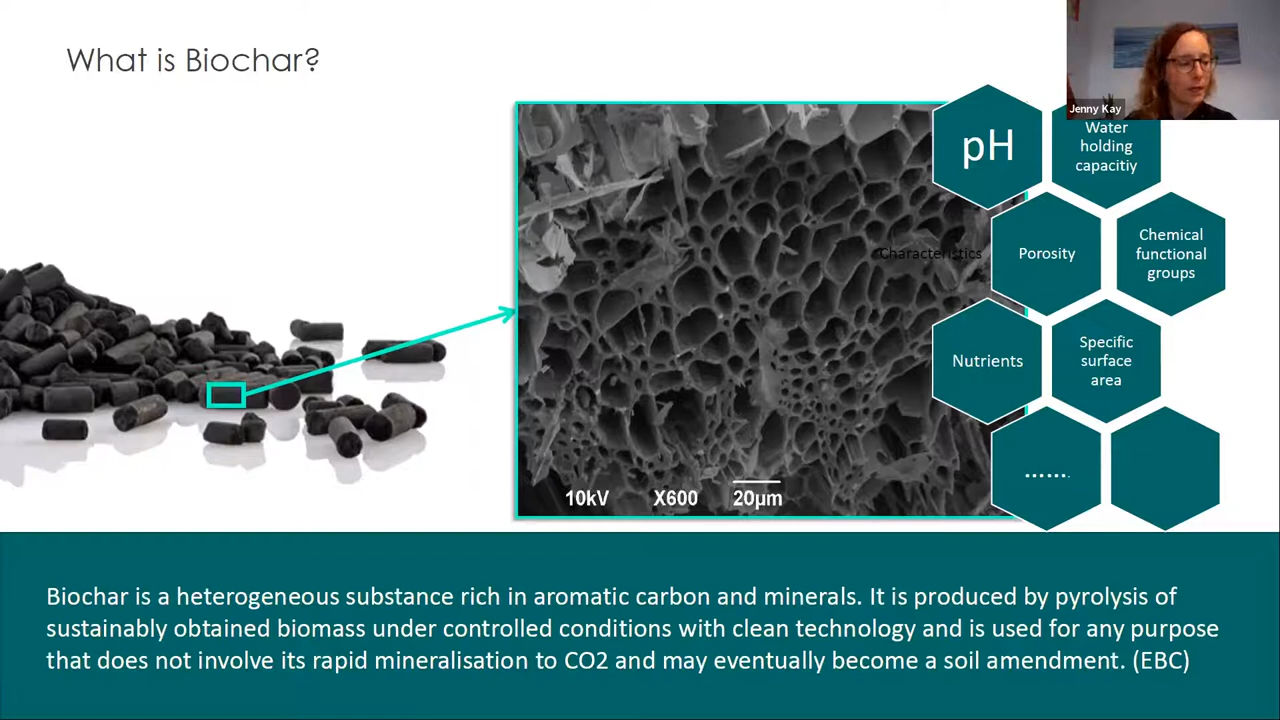 What is Biochar?
Jenny Kay
pH
Water
holding
capacitiy
Characteristics
Porosity
Chemical
functional
groups
Nutrients
Specific
surface
area
.......
10kV X600 20µm
Biochar is a heterogeneous substance rich in aromatic carbon and minerals. It is produced by pyrolysis of
sustainably obtained biomass under controlled conditions with clean technology and is used for any purpose
that does not involve its rapid mineralisation to CO2 and may eventually become a soil amendment. (EBC)